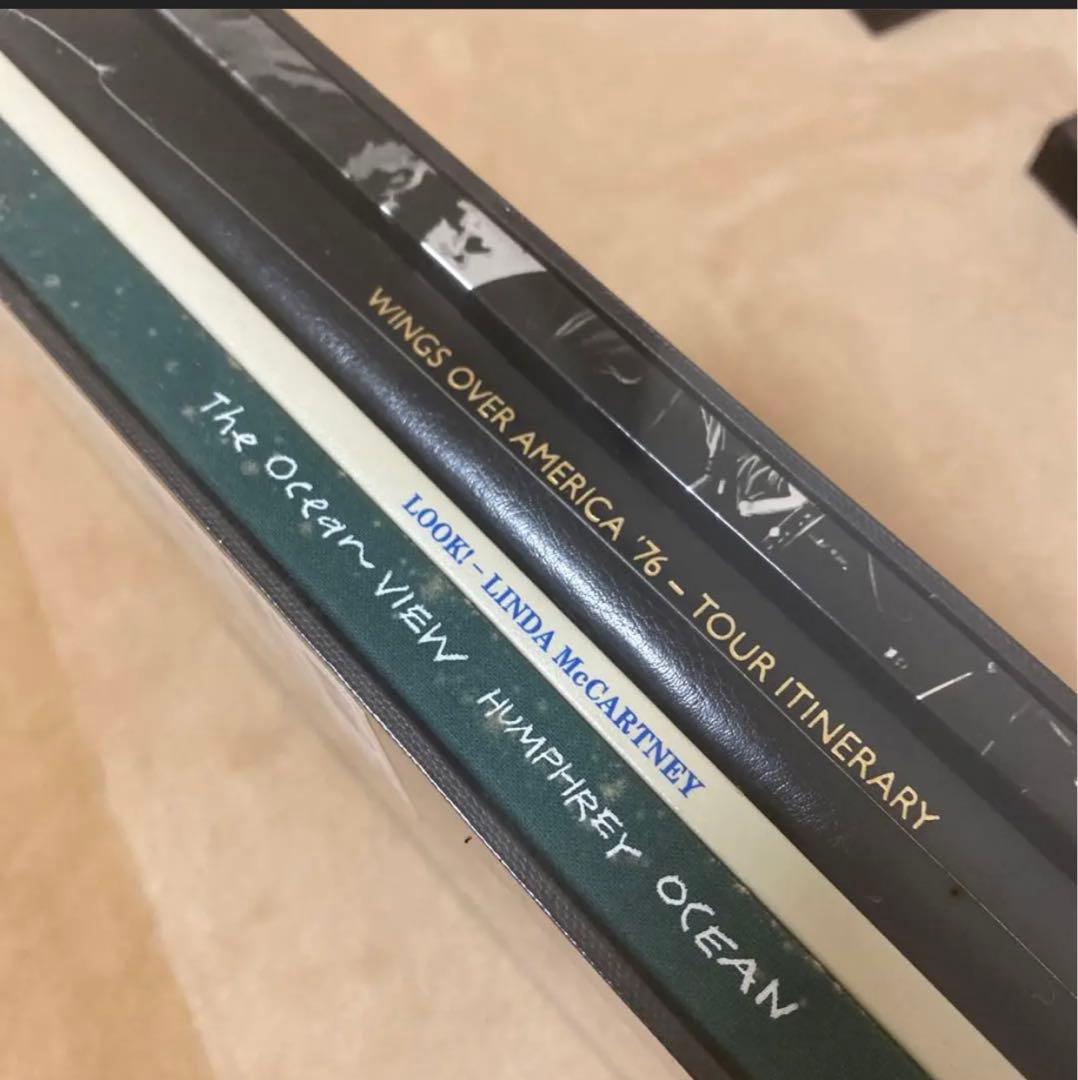 WINGS OVER AMERICA '76 – TOUR ITINERARY
LOOK! - LINDA McCARTNEY
The Ocean VIEW HUMPHREY OCEAN